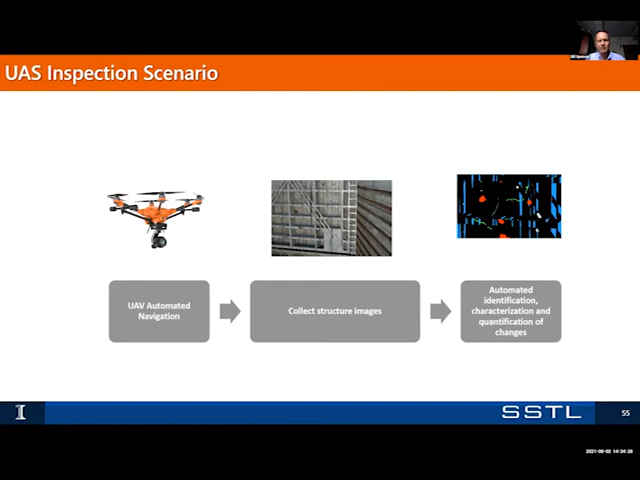 UAS Inspection Scenario
UAV Automated
Navigation
Collect structure images
Automated
identification,
characterization and
quantification of
changes
I
SSTL
55
2021-08-02 14:34:28